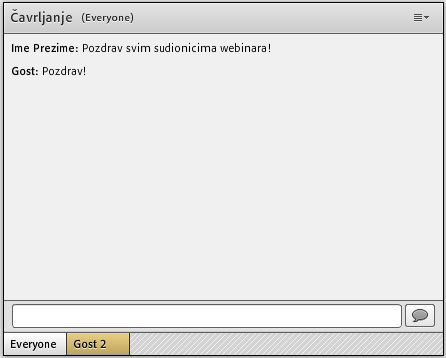 Čavrljanje (Everyone)
Ime Prezime: Pozdrav svim sudionicima webinara!
Gost: Pozdrav!
Everyone Gost 2